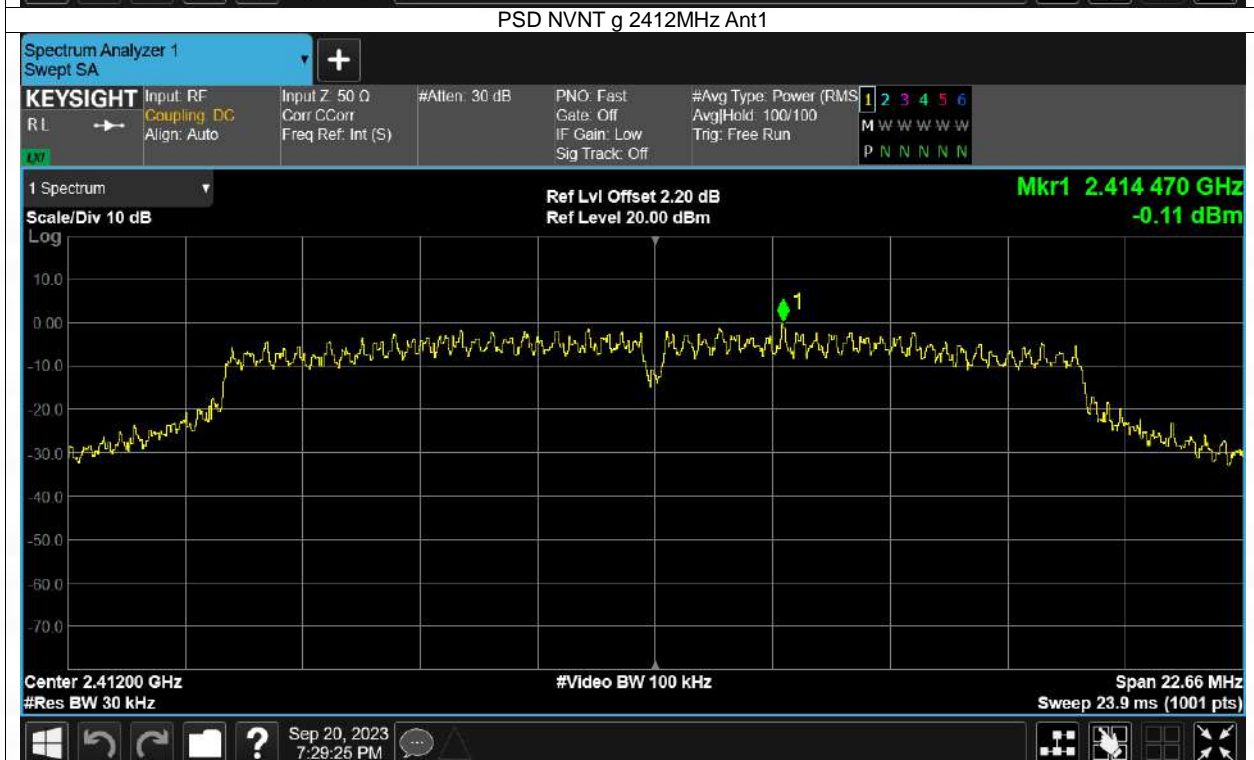 PSD NVNT g 2412MHz Ant1
Spectrum Analyzer 1
Swept SA
+
KEYSIGHT Input: RF Input Z: 50 Ω #Atten: 30 dB PNO: Fast #Avg Type: Power (RMS 1 2 3 4 5 6
RL Coupling: DC Corr CCorr Gate: Off Avg|Hold: 100/100 M W W W W W
Align: Auto Freq Ref: Int (S) IF Gain: Low Trig: Free Run P N N N N N
LXI Sig Track: Off
1 Spectrum Ref Lvl Offset 2.20 dB Mkr1 2.414 470 GHz
Scale/Div 10 dB Ref Level 20.00 dBm -0.11 dBm
Log
10.0
1
0.00
-10.0
-20.0
-30.0
-40.0
-50.0
-60.0
-70.0
Center 2.41200 GHz #Video BW 100 kHz Span 22.66 MHz
#Res BW 30 kHz Sweep 23.9 ms (1001 pts)
? Sep 20, 2023
7:29:25 PM